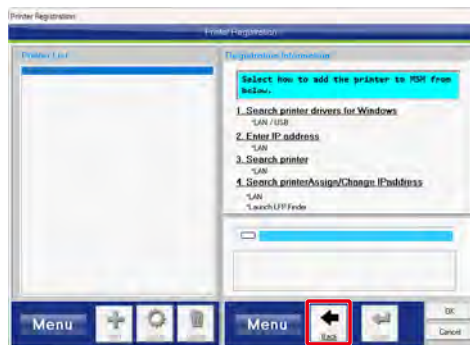 Printer Registration
Printer Registration
Printer List
Registration Information
Select how to add the printer to MSM from
below.
1. Search printer drivers for Windows
*LAN / USB
2. Enter IP address
*LAN
3. Search printer
*LAN
4. Search printerAssign/Change IPaddress
*LAN
*Launch LFP Finder
Menu
Menu
Back
OK
Cancel